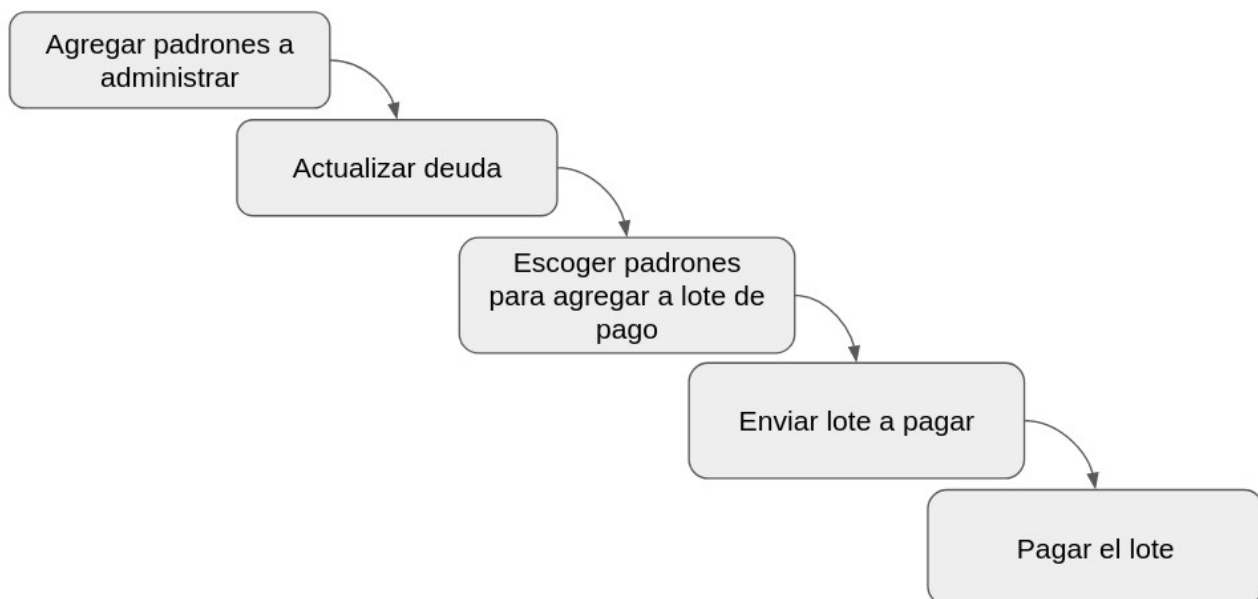 Agregar padrones a
administrar
Actualizar deuda
Escoger padrones
para agregar a lote de
pago
Enviar lote a pagar
Pagar el lote